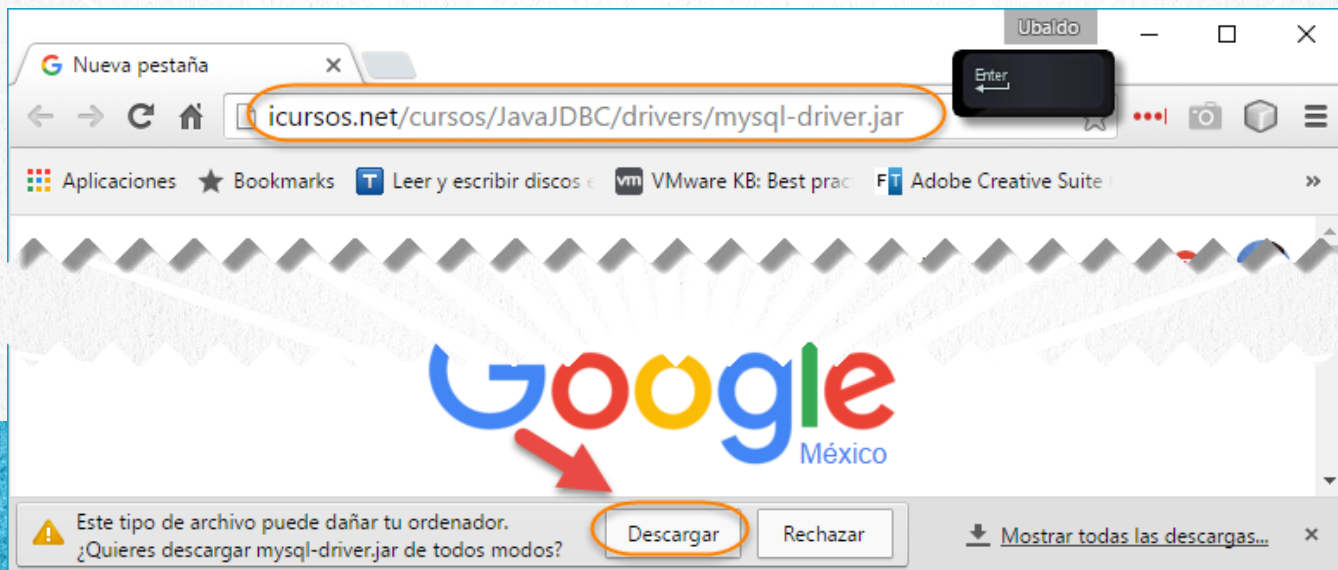 Ubaldo
Nueva pestaña
Enter
icursos.net/cursos/JavaJDBC/drivers/mysql-driver.jar
Aplicaciones Bookmarks T Leer y escribir discos vm VMware KB: Best prac FT Adobe Creative Suite »
Google
México
Este tipo de archivo puede dañar tu ordenador.
¿Quieres descargar mysql-driver.jar de todos modos?
Descargar
Rechazar
Mostrar todas las descargas...